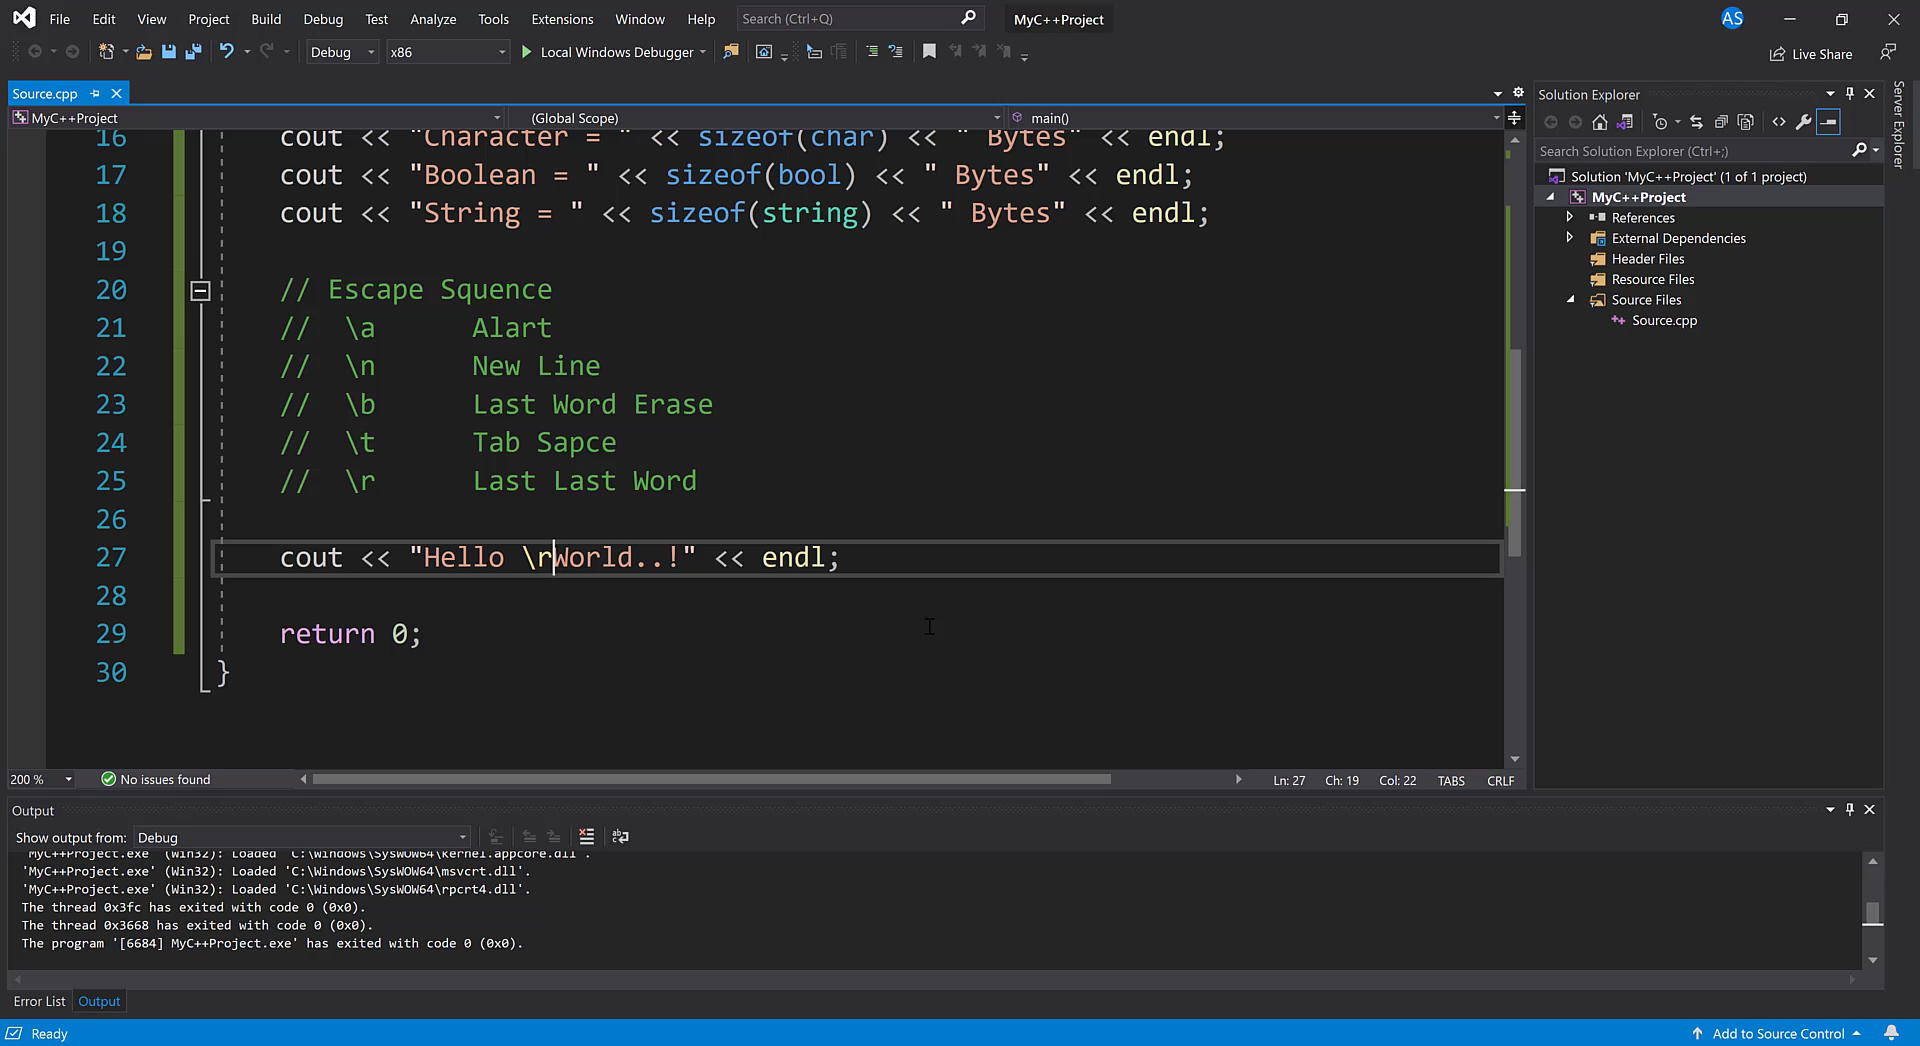 File Edit View Project Build Debug Test Analyze Tools Extensions Window Help Search (Ctrl+Q) MyC++Project AS
Debug x86 Local Windows Debugger Live Share
Source.cpp
MyC++Project (Global Scope) main()
16 cout << "Character = " << sizeof(char) << " Bytes" << endl;
17 cout << "Boolean = " << sizeof(bool) << " Bytes" << endl;
18 cout << "String = " << sizeof(string) << " Bytes" << endl;
19
20 // Escape Squence
21 // \a Alart
22 // \n New Line
23 // \b Last Word Erase
24 // \t Tab Sapce
25 // \r Last Last Word
26
27 cout << "Hello \rWorld..!" << endl;
28
29 return 0;
30 }
200 % No issues found Ln: 27 Ch: 19 Col: 22 TABS CRLF
Solution Explorer
Search Solution Explorer (Ctrl+;)
Solution 'MyC++Project' (1 of 1 project)
MyC++Project
References
External Dependencies
Header Files
Resource Files
Source Files
Source.cpp
Server Explorer
Output
Show output from: Debug
'MyC++Project.exe' (Win32): Loaded 'C:\Windows\SysWOW64\kernel.appcore.dll'.
'MyC++Project.exe' (Win32): Loaded 'C:\Windows\SysWOW64\msvcrt.dll'.
'MyC++Project.exe' (Win32): Loaded 'C:\Windows\SysWOW64\rpcrt4.dll'.
The thread 0x3fc has exited with code 0 (0x0).
The thread 0x3668 has exited with code 0 (0x0).
The program '[6684] MyC++Project.exe' has exited with code 0 (0x0).
Error List Output
Ready Add to Source Control